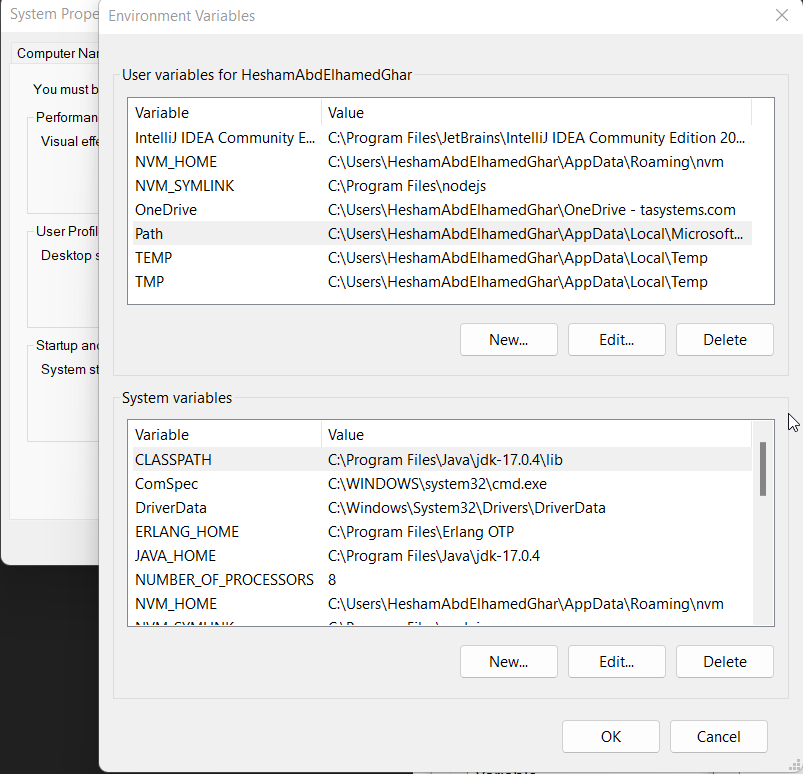 System Prope
Environment Variables
Computer Nar
You must b
Performan
Visual effe
User Profil
Desktop s
Startup and
System st
User variables for HeshamAbdElhamedGhar
Variable Value
IntelliJ IDEA Community E... C:\Program Files\JetBrains\IntelliJ IDEA Community Edition 20...
NVM_HOME C:\Users\HeshamAbdElhamedGhar\AppData\Roaming\nvm
NVM_SYMLINK C:\Program Files\nodejs
OneDrive C:\Users\HeshamAbdElhamedGhar\OneDrive - tasystems.com
Path C:\Users\HeshamAbdElhamedGhar\AppData\Local\Microsoft...
TEMP C:\Users\HeshamAbdElhamedGhar\AppData\Local\Temp
TMP C:\Users\HeshamAbdElhamedGhar\AppData\Local\Temp
New... Edit... Delete
System variables
Variable Value
CLASSPATH C:\Program Files\Java\jdk-17.0.4\lib
ComSpec C:\WINDOWS\system32\cmd.exe
DriverData C:\Windows\System32\Drivers\DriverData
ERLANG_HOME C:\Program Files\Erlang OTP
JAVA_HOME C:\Program Files\Java\jdk-17.0.4
NUMBER_OF_PROCESSORS 8
NVM_HOME C:\Users\HeshamAbdElhamedGhar\AppData\Roaming\nvm
NVM_SYMLINK C:\Program Files\nodejs
New... Edit... Delete
OK Cancel
Variable